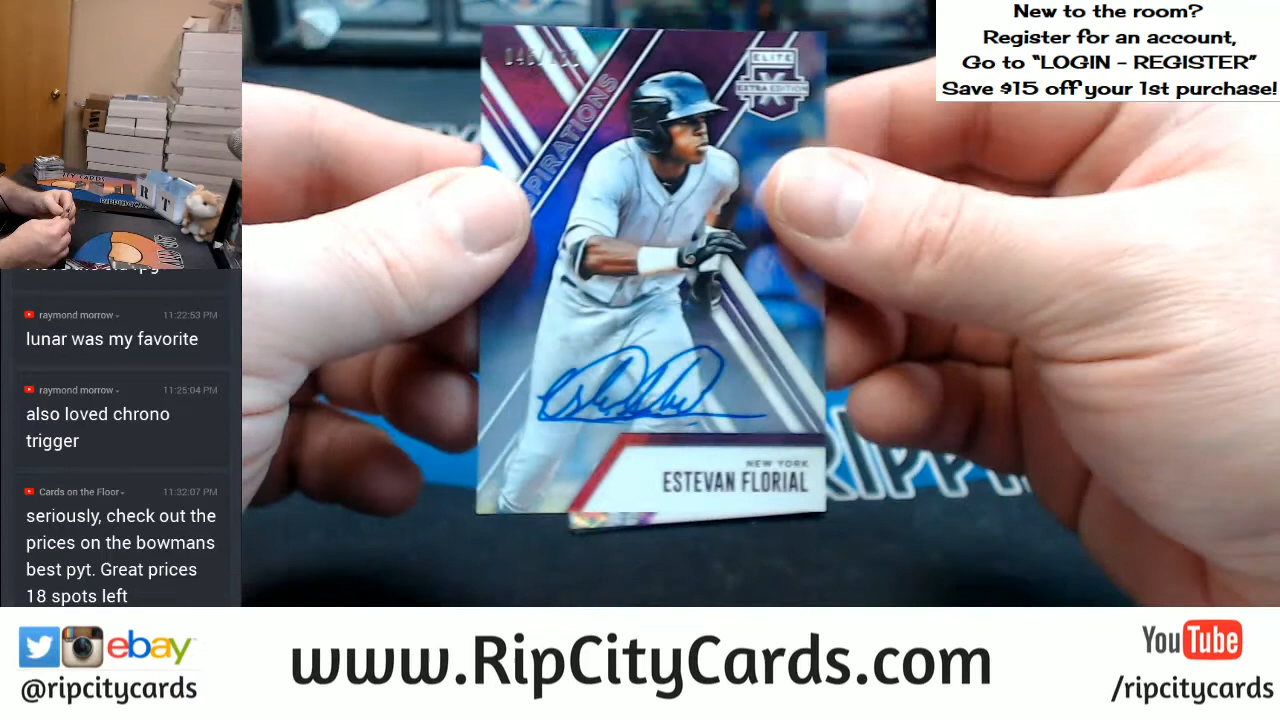 New to the room?
Register for an account,
Go to “LOGIN - REGISTER”
Save $15 off your 1st purchase!
ELITE
EXTRA EDITION
X
PIRATIONS
NEW YORK
ESTEVAN FLORIAL
R
T
raymond morrow 11:22:53 PM
lunar was my favorite
raymond morrow 11:25:04 PM
also loved chrono
trigger
Cards on the Floor 11:32:07 PM
seriously, check out the
prices on the bowmans
best pyt. Great prices
18 spots left
RIPPI
ebay
@ripcitycards
www.RipCityCards.com
YouTube
/ripcitycards